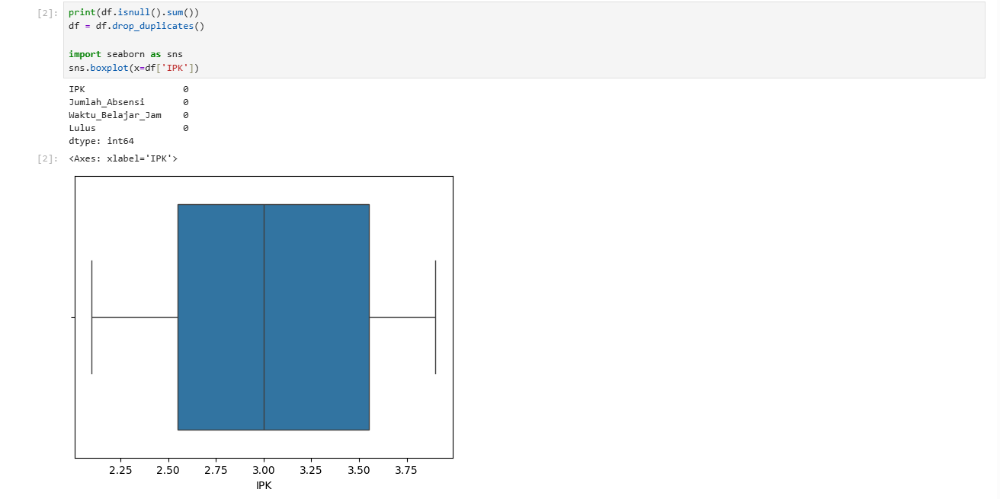 [2]: print(df.isnull().sum())
df = df.drop_duplicates()
import seaborn as sns
sns.boxplot(x=df['IPK'])
IPK 0
Jumlah_Absensi 0
Waktu_Belajar_Jam 0
Lulus 0
dtype: int64
[2]: <Axes: xlabel='IPK'>
2.25 2.50 2.75 3.00 3.25 3.50 3.75
IPK